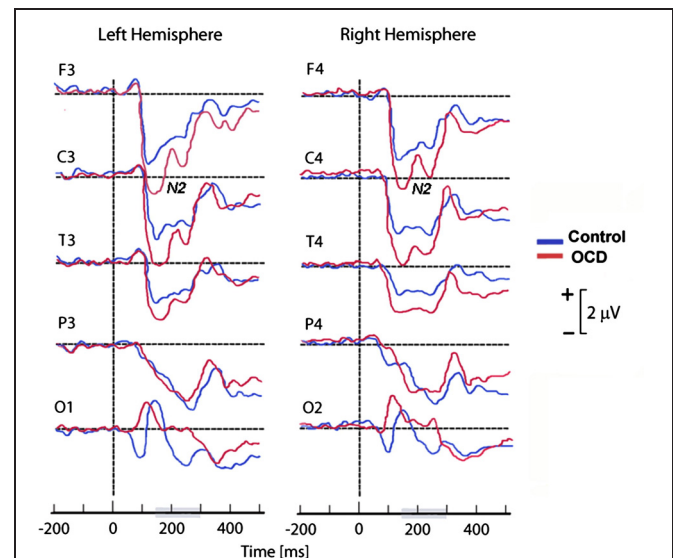 Left Hemisphere
Right Hemisphere
F3
F4
C3
N2
C4
N2
T3
T4
Control
OCD
+
− 2 μV
P3
P4
O1
O2
-200 0 200 400
-200 0 200 400
Time [ms]